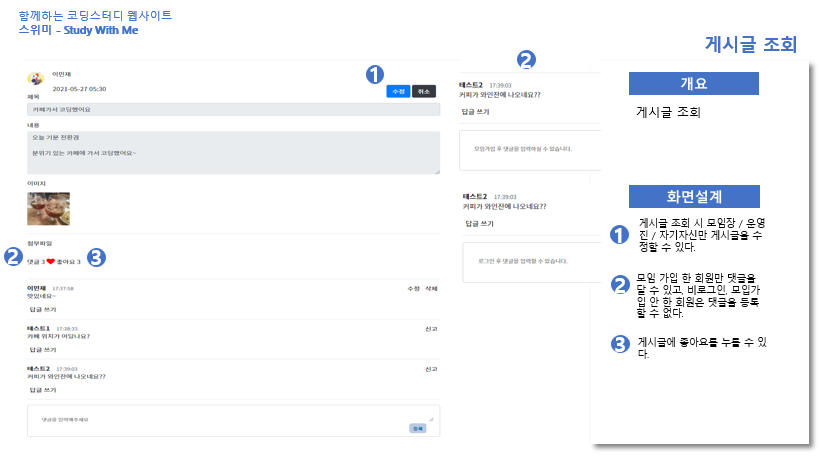 함께하는 코딩스터디 웹사이트
스위미 – Study With Me
게시글 조회
1
이민재
2021-05-27 05:30
수정 취소
제목
카페가서 코딩했어요
내용
오늘 기분 전환겸
분위기 있는 카페에 가서 코딩했어요~
이미지
첨부파일
2
댓글 3 ❤ 좋아요 3
3
이민재 17:37:58 수정 삭제
맛있네요~
답글 쓰기
테스트1 17:38:33 신고
카페 위치가 어딨나요?
답글 쓰기
테스트2 17:39:03 신고
커피가 와인잔에 나오네요??
답글 쓰기
댓글을 입력해주세요
등록
2
테스트2 17:39:03
커피가 와인잔에 나오네요??
답글 쓰기
모임가입 후 댓글을 입력하실 수 있습니다.
테스트2 17:39:03
커피가 와인잔에 나오네요??
답글 쓰기
로그인 후 댓글을 입력할 수 있습니다.
개요
게시글 조회
화면설계
1
게시글 조회 시 모임장 / 운영
진 / 자기자신만 게시글을 수
정할 수 있다.
2
모임 가입 한 회원만 댓글을
달 수 있고, 비로그인, 모입가
입 안 한 회원은 댓글을 등록
할 수 없다.
3
게시글에 좋아요를 누를 수 있
다.